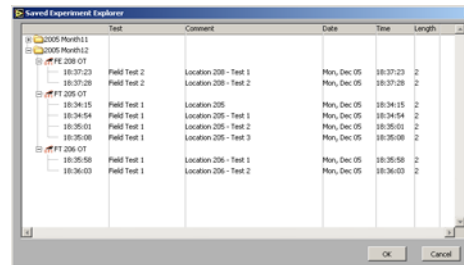 Saved Experiment Explorer
Test Comment Date Time Length
2005 Month11
2005 Month12
FE 208 OT
18:37:23 Field Test 2 Location 208 - Test 1 Mon, Dec 05 18:37:23 2
18:37:28 Field Test 2 Location 208 - Test 2 Mon, Dec 05 18:37:28 2
FT 205 OT
18:34:15 Field Test 1 Location 205 Mon, Dec 05 18:34:15 2
18:34:54 Field Test 1 Location 205 - Test 1 Mon, Dec 05 18:34:54 2
18:35:01 Field Test 1 Location 205 - Test 2 Mon, Dec 05 18:35:01 2
18:35:08 Field Test 1 Location 205 - Test 3 Mon, Dec 05 18:35:08 2
FT 206 OT
18:35:58 Field Test 1 Location 206 - Test 1 Mon, Dec 05 18:35:58 2
18:36:03 Field Test 1 Location 206 - Test 2 Mon, Dec 05 18:36:03 2
OK Cancel